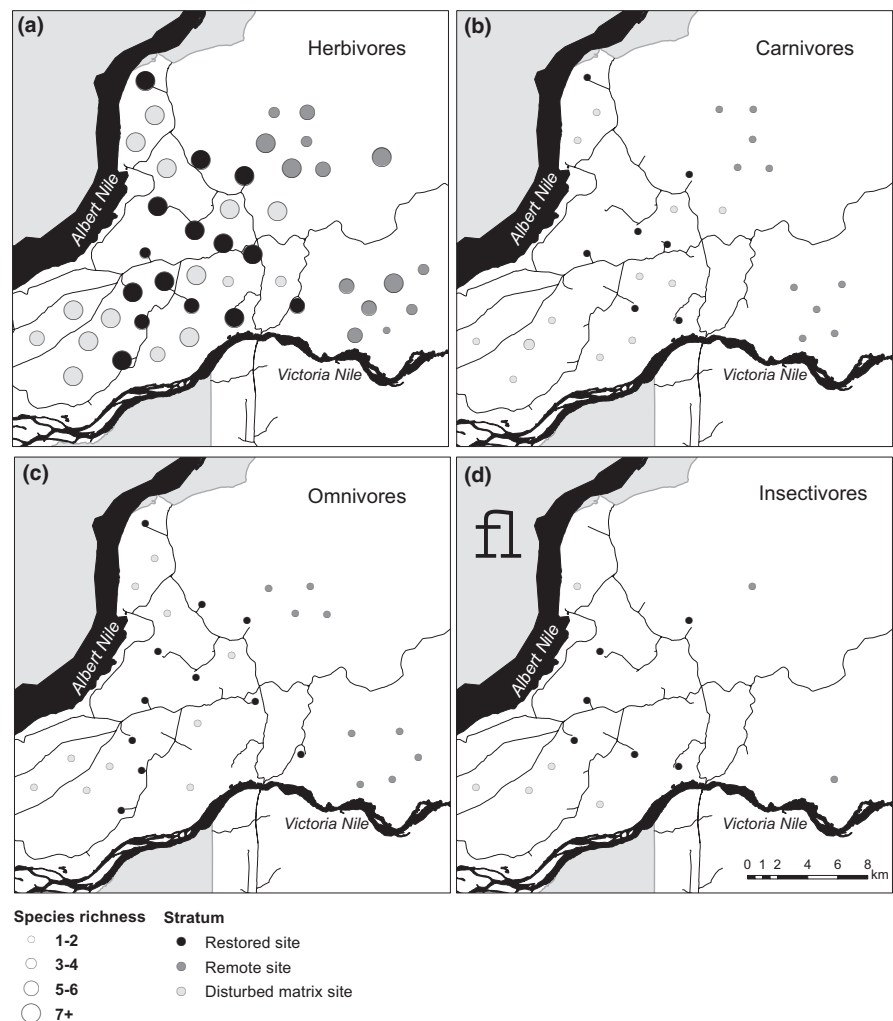 (a)
Herbivores
Albert Nile
Victoria Nile
(b)
Carnivores
Albert Nile
Victoria Nile
(c)
Omnivores
Albert Nile
Victoria Nile
(d)
Insectivores
fl
Albert Nile
Victoria Nile
0 1 2 4 6 8
km
Species richness
1-2
3-4
5-6
7+
Stratum
Restored site
Remote site
Disturbed matrix site